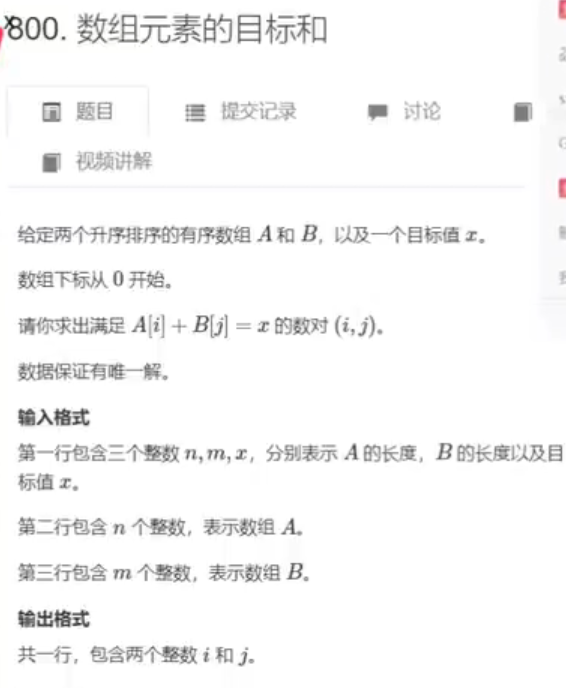 800. 数组元素的目标和
题目 提交记录 讨论
视频讲解
给定两个升序排序的有序数组 A 和 B，以及一个目标值 x。
数组下标从 0 开始。
请你求出满足 A[i] + B[j] = x 的数对 (i, j)。
数据保证有唯一解。
输入格式
第一行包含三个整数 n, m, x，分别表示 A 的长度，B 的长度以及目
标值 x。
第二行包含 n 个整数，表示数组 A。
第三行包含 m 个整数，表示数组 B。
输出格式
共一行，包含两个整数 i 和 j。